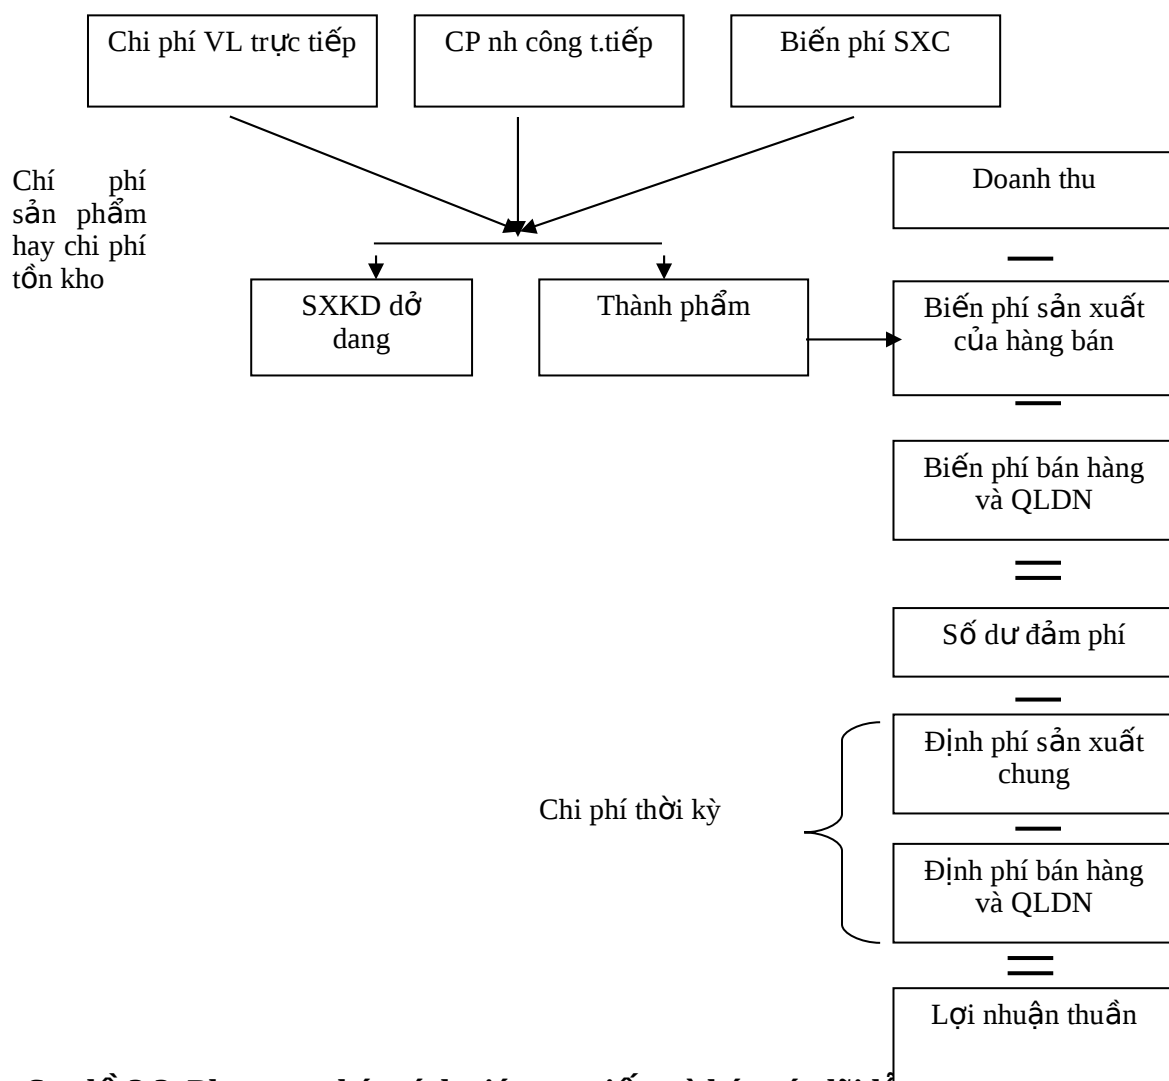 Chi phí VL trực tiếp
CP nh công t.tiếp
Biến phí SXC
Chí phí
sản phẩm
hay chi phí
tồn kho
Doanh thu
SXKD dở
dang
Thành phẩm
Biến phí sản xuất
của hàng bán
Biến phí bán hàng
và QLDN
Số dư đảm phí
Định phí sản xuất
chung
Chi phí thời kỳ
Định phí bán hàng
và QLDN
Lợi nhuận thuần